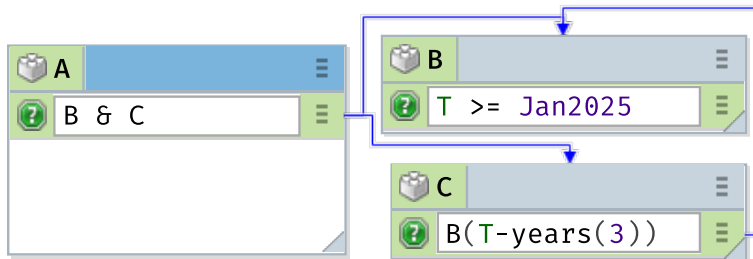 A
B & C
B
T >= Jan2025
C
B(T-years(3))